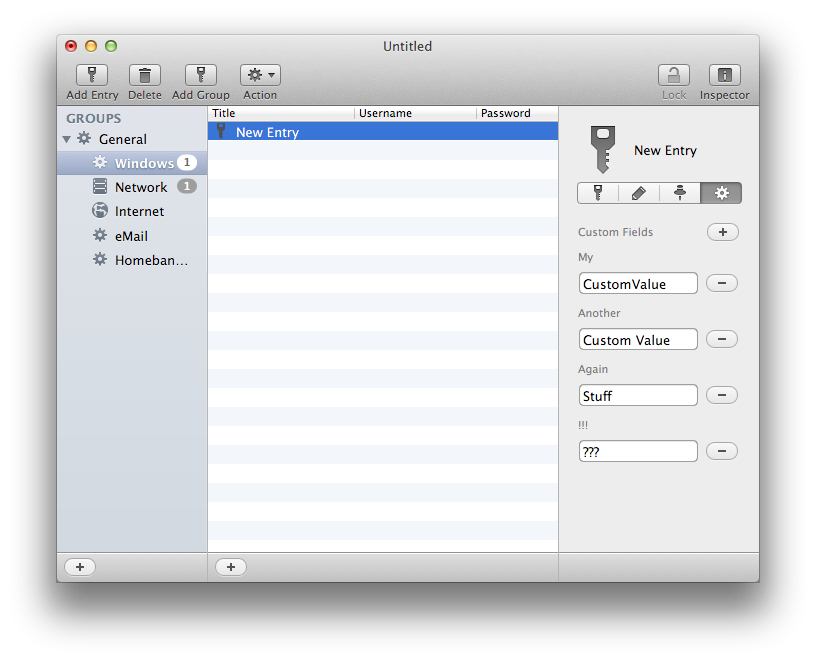 Untitled
Add Entry Delete Add Group Action Lock Inspector
GROUPS
General
Windows 1
Network 1
Internet
eMail
Homeban...
Title Username Password
New Entry
New Entry
Custom Fields
My
CustomValue
Another
Custom Value
Again
Stuff
!!!
???